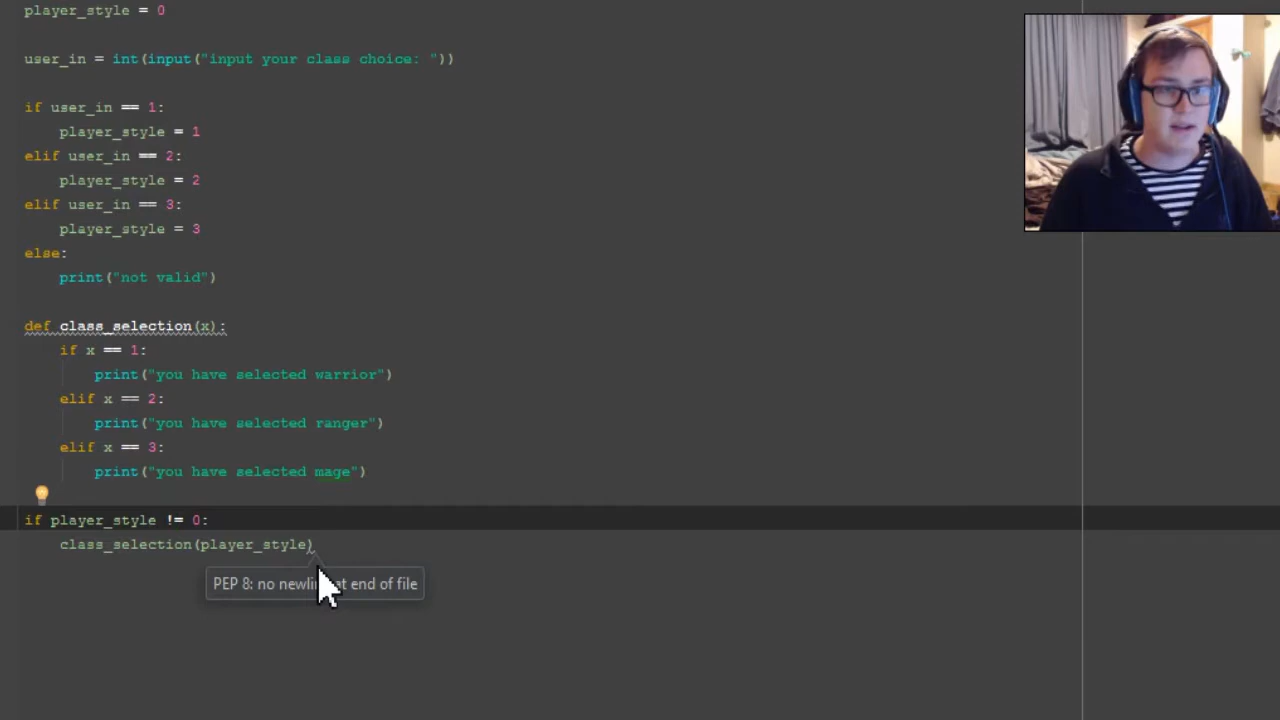 player_style = 0
user_in = int(input("input your class choice: "))
if user_in == 1:
player_style = 1
elif user_in == 2:
player_style = 2
elif user_in == 3:
player_style = 3
else:
print("not valid")
def class_selection(x):
if x == 1:
print("you have selected warrior")
elif x == 2:
print("you have selected ranger")
elif x == 3:
print("you have selected mage")
if player_style != 0:
class_selection(player_style)
PEP 8: no end of file